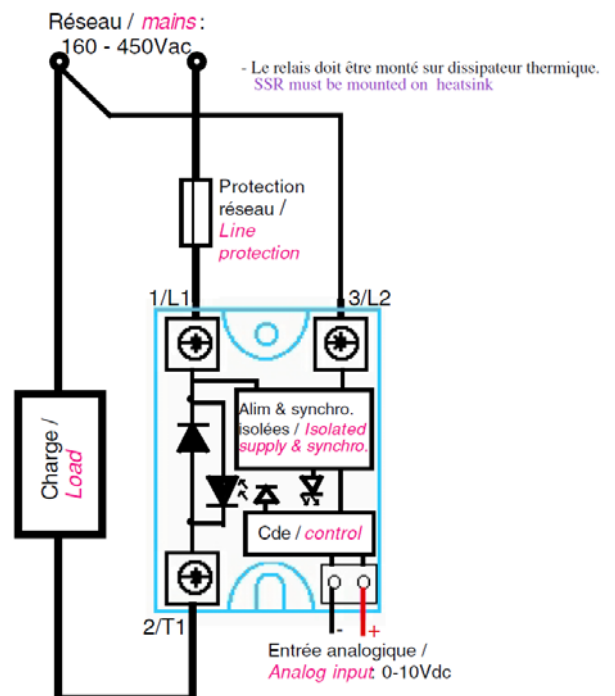 Réseau / mains :
160 - 450Vac
- Le relais doit être monté sur dissipateur thermique.
SSR must be mounted on heatsink
Protection
réseau /
Line
protection
1/L1
3/L2
Alim & synchro.
isolées / Isolated
supply & synchro.
Charge /
Load
Cde / control
2/T1
- +
Entrée analogique /
Analog input: 0-10Vdc